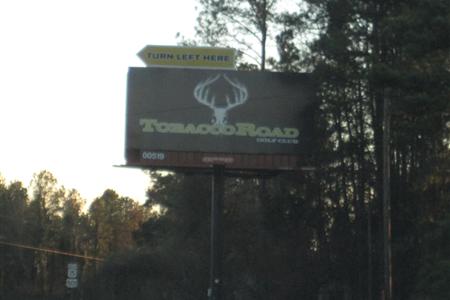 TURN LEFT HERE
TOBACCO ROAD
GOLF CLUB
00519